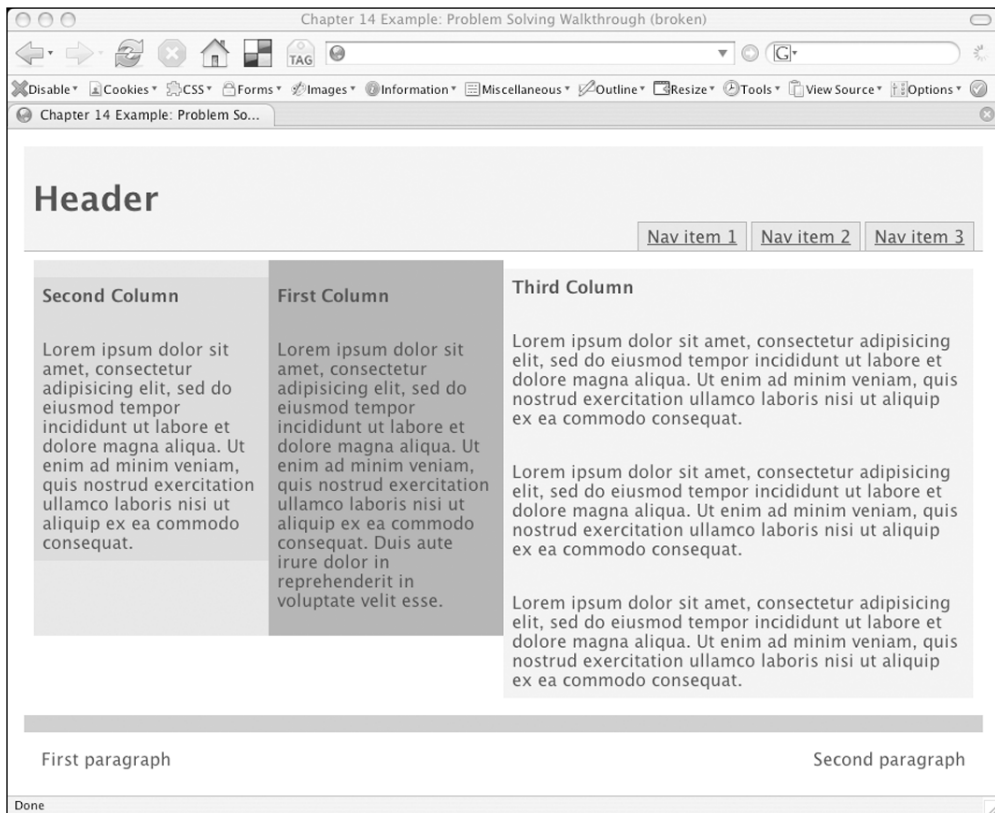 Chapter 14 Example: Problem Solving Walkthrough (broken)
TAG
G
Disable Cookies CSS Forms Images Information Miscellaneous Outline Resize Tools View Source Options
Chapter 14 Example: Problem So...
Header
Nav item 1 Nav item 2 Nav item 3
Second Column
Lorem ipsum dolor sit
amet, consectetur
adipisicing elit, sed do
eiusmod tempor
incididunt ut labore et
dolore magna aliqua. Ut
enim ad minim veniam,
quis nostrud exercitation
ullamco laboris nisi ut
aliquip ex ea commodo
consequat.
First Column
Lorem ipsum dolor sit
amet, consectetur
adipisicing elit, sed do
eiusmod tempor
incididunt ut labore et
dolore magna aliqua. Ut
enim ad minim veniam,
quis nostrud exercitation
ullamco laboris nisi ut
aliquip ex ea commodo
consequat. Duis aute
irure dolor in
reprehenderit in
voluptate velit esse.
Third Column
Lorem ipsum dolor sit amet, consectetur adipisicing
elit, sed do eiusmod tempor incididunt ut labore et
dolore magna aliqua. Ut enim ad minim veniam, quis
nostrud exercitation ullamco laboris nisi ut aliquip
ex ea commodo consequat.
Lorem ipsum dolor sit amet, consectetur adipisicing
elit, sed do eiusmod tempor incididunt ut labore et
dolore magna aliqua. Ut enim ad minim veniam, quis
nostrud exercitation ullamco laboris nisi ut aliquip
ex ea commodo consequat.
Lorem ipsum dolor sit amet, consectetur adipisicing
elit, sed do eiusmod tempor incididunt ut labore et
dolore magna aliqua. Ut enim ad minim veniam, quis
nostrud exercitation ullamco laboris nisi ut aliquip
ex ea commodo consequat.
First paragraph
Second paragraph
Done